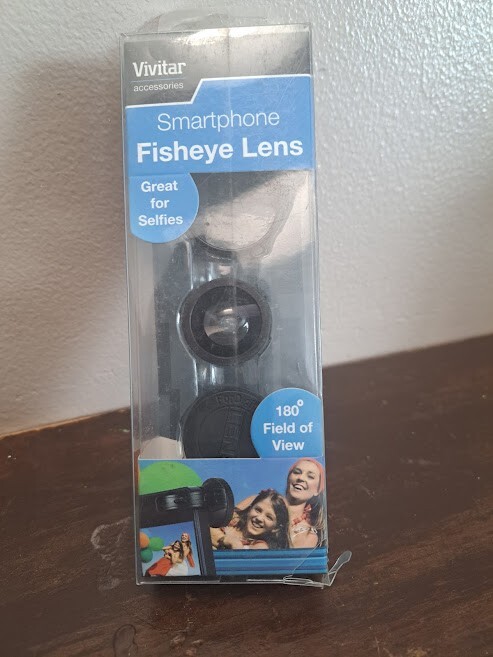 Vivitar
accessories
Smartphone
Fisheye Lens
Great
for
Selfies
180°
Field of
View